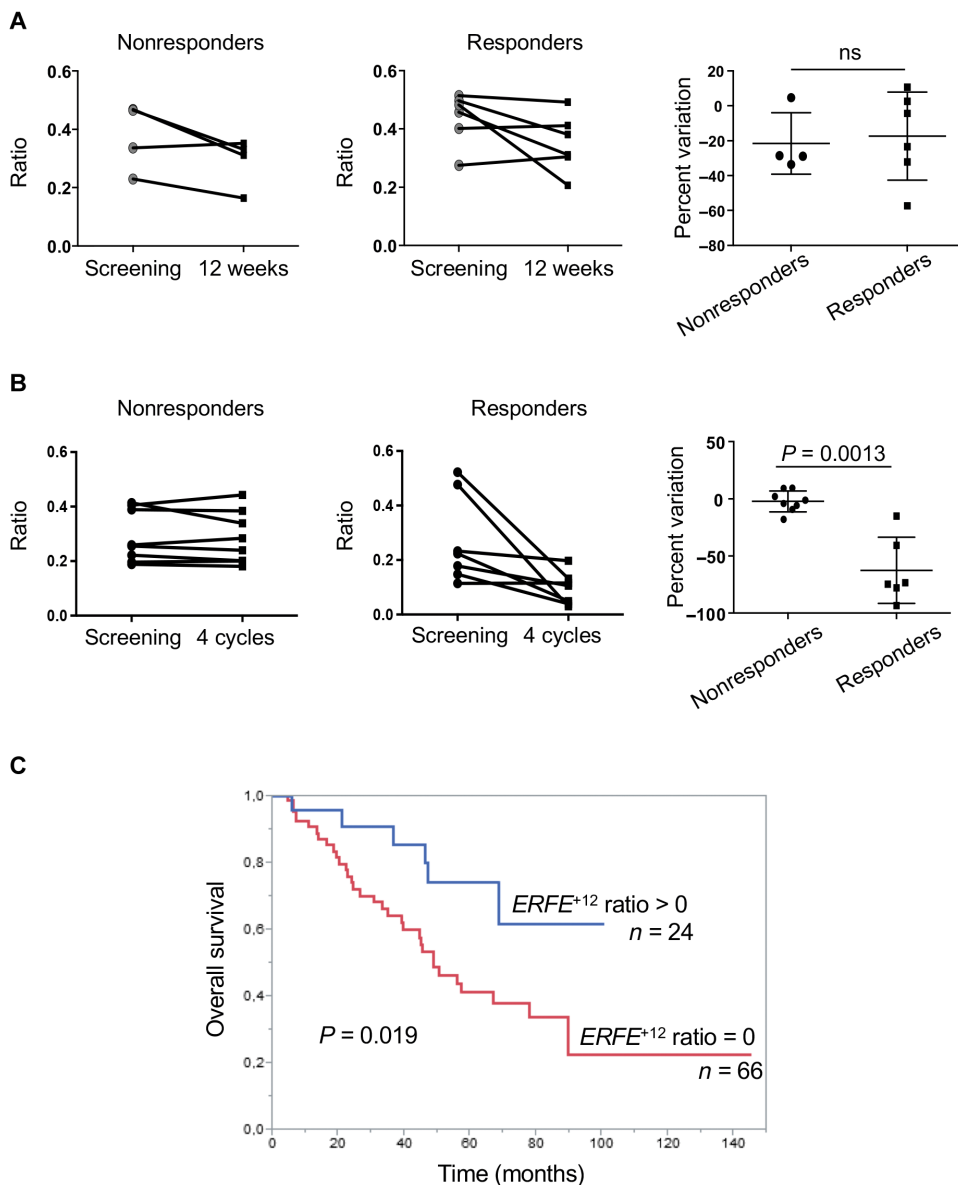 A
Nonresponders
Ratio
0.6
0.4
0.2
0.0
Screening 12 weeks
Responders
Ratio
0.6
0.4
0.2
0.0
Screening 12 weeks
ns
Percent variation
20
0
−20
−40
−60
−80
Nonresponders
Responders
B
Nonresponders
Ratio
0.6
0.4
0.2
0.0
Screening 4 cycles
Responders
Ratio
0.6
0.4
0.2
0.0
Screening 4 cycles
P = 0.0013
Percent variation
50
0
−50
−100
Nonresponders
Responders
C
Overall survival
1,0
0,8
0,6
0,4
0,2
0,0
ERFE+12 ratio > 0
n = 24
P = 0.019
ERFE+12 ratio = 0
n = 66
0 20 40 60 80 100 120 140
Time (months)